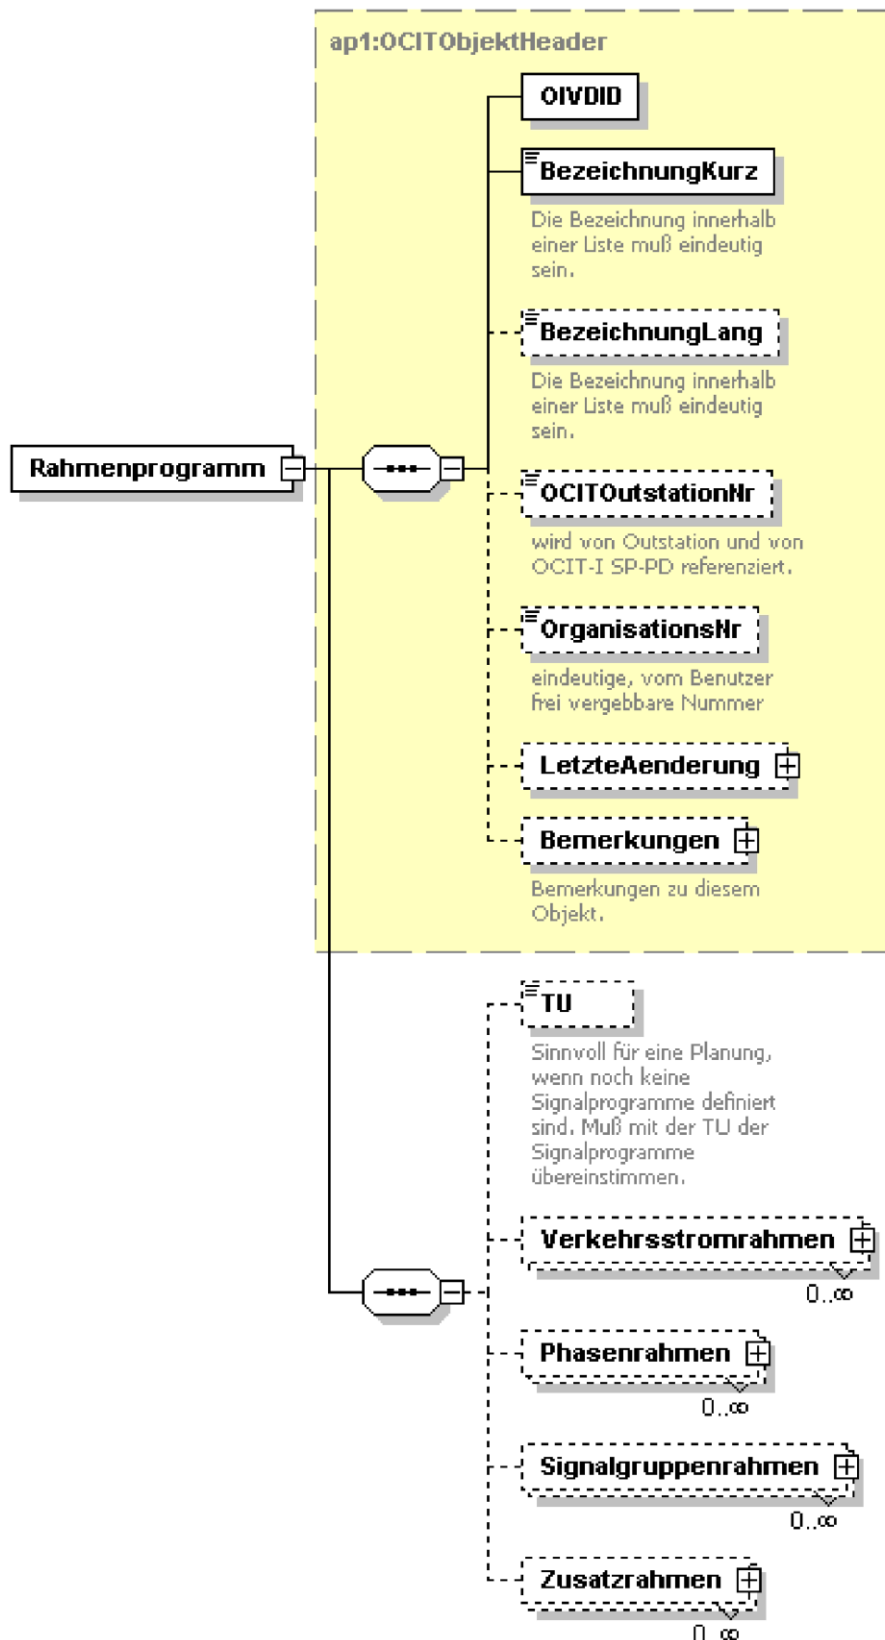 ap1:OCITObjektHeader
OIVDID
BezeichnungKurz
Die Bezeichnung innerhalb
einer Liste muß eindeutig
sein.
BezeichnungLang
Die Bezeichnung innerhalb
einer Liste muß eindeutig
sein.
Rahmenprogramm
OCITOutstationNr
wird von Outstation und von
OCIT-I SP-PD referenziert.
OrganisationsNr
eindeutige, vom Benutzer
frei vergebbare Nummer
LetzteAenderung
Bemerkungen
Bemerkungen zu diesem
Objekt.
TU
Sinnvoll für eine Planung,
wenn noch keine
Signalprogramme definiert
sind. Muß mit der TU der
Signalprogramme
übereinstimmen.
Verkehrsstromrahmen
0..∞
Phasenrahmen
0..∞
Signalgruppenrahmen
0..∞
Zusatzrahmen
0..∞